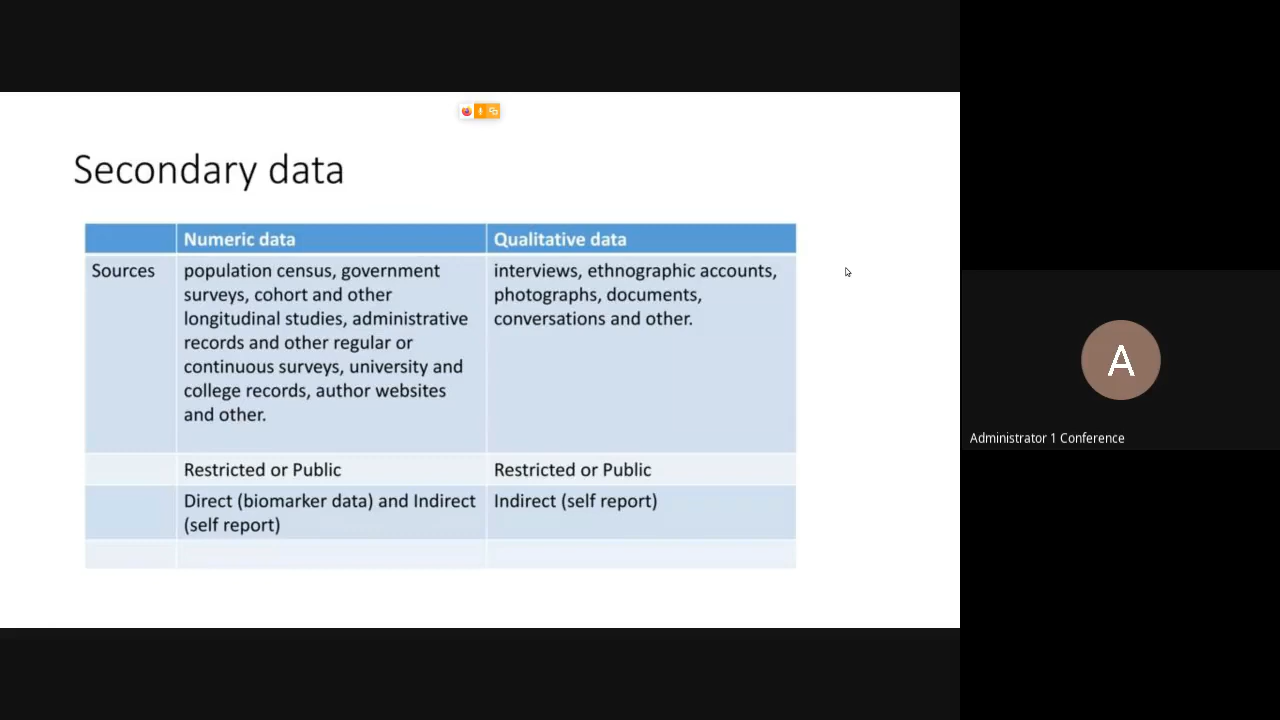 Secondary data
Numeric data
Qualitative data
Sources
population census, government
surveys, cohort and other
longitudinal studies, administrative
records and other regular or
continuous surveys, university and
college records, author websites
and other.
interviews, ethnographic accounts,
photographs, documents,
conversations and other.
Restricted or Public
Restricted or Public
Direct (biomarker data) and Indirect
(self report)
Indirect (self report)
A
Administrator 1 Conference